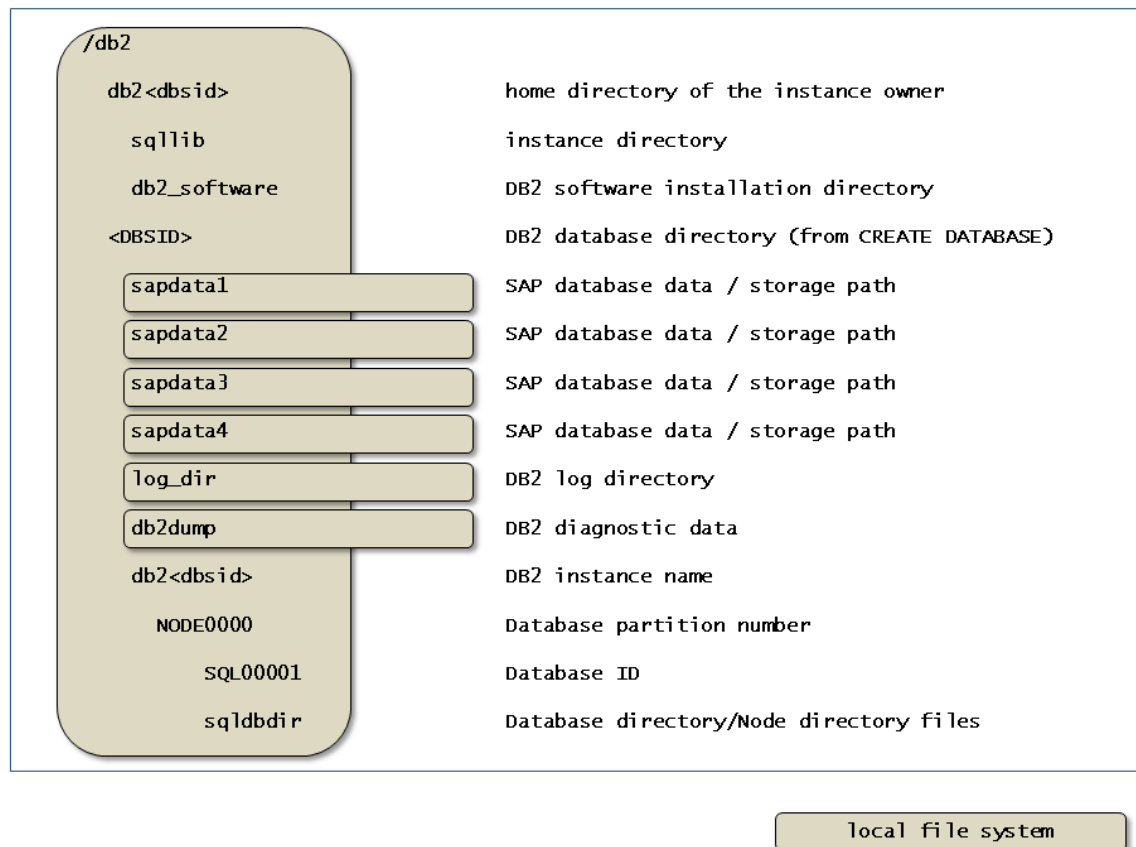 /db2
db2<dbsid> home directory of the instance owner
sqllib instance directory
db2_software DB2 software installation directory
<DBSID> DB2 database directory (from CREATE DATABASE)
sapdata1 SAP database data / storage path
sapdata2 SAP database data / storage path
sapdata3 SAP database data / storage path
sapdata4 SAP database data / storage path
log_dir DB2 log directory
db2dump DB2 diagnostic data
db2<dbsid> DB2 instance name
NODE0000 Database partition number
SQL00001 Database ID
sqldbdir Database directory/Node directory files
local file system